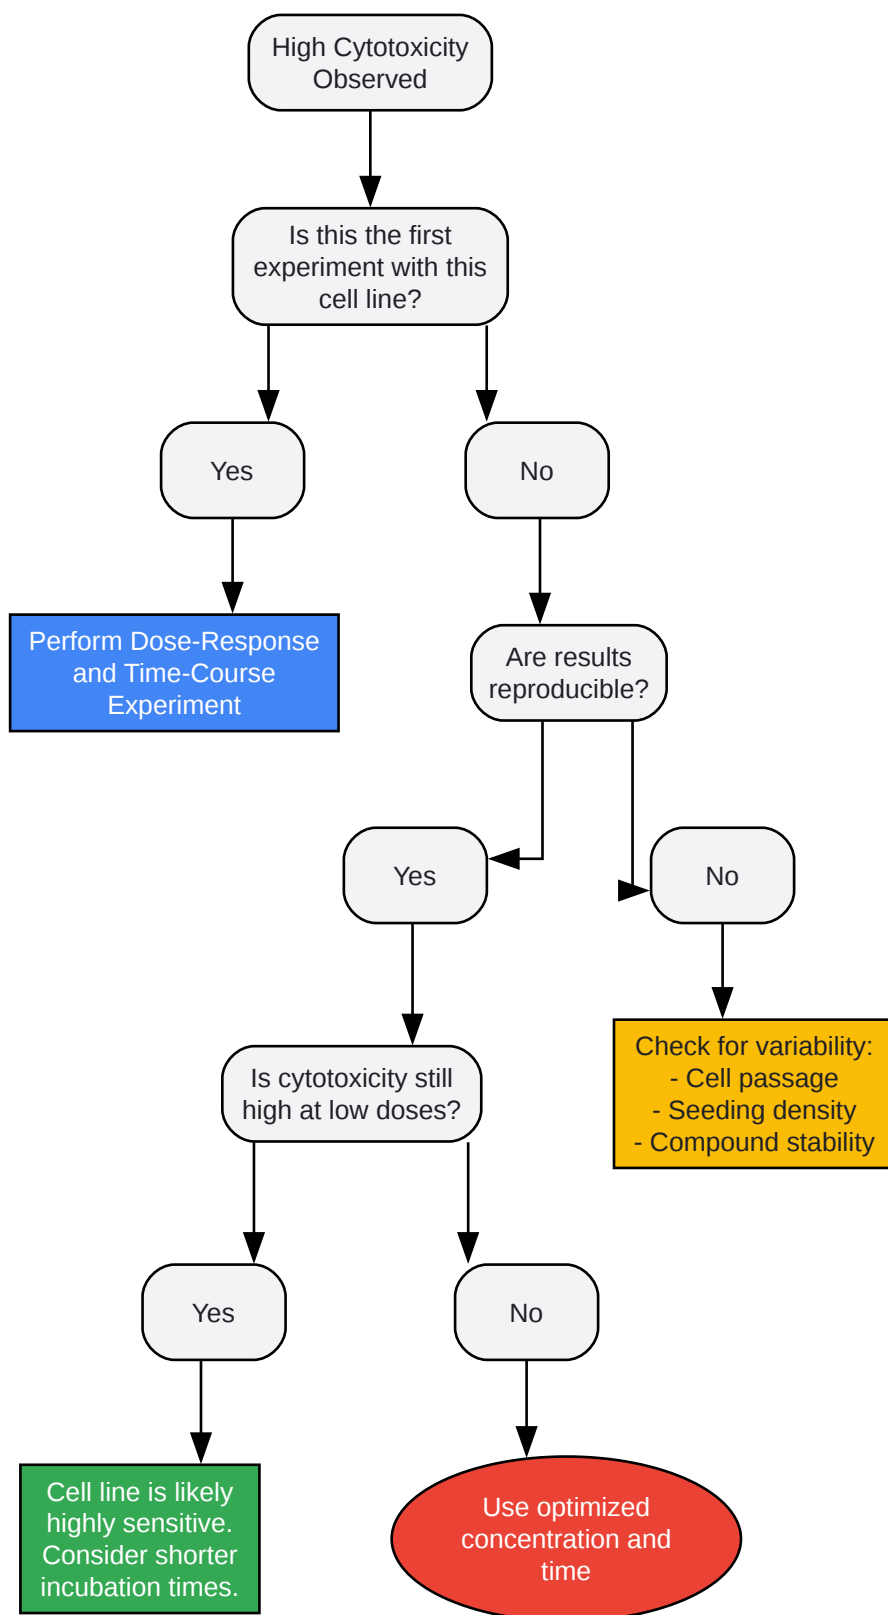 High Cytotoxicity
Observed
Is this the first
experiment with this
cell line?
Yes
No
Perform Dose-Response
and Time-Course
Experiment
Are results
reproducible?
Yes
No
Is cytotoxicity still
high at low doses?
Check for variability:
- Cell passage
- Seeding density
- Compound stability
Yes
No
Cell line is likely
highly sensitive.
Consider shorter
incubation times.
Use optimized
concentration and
time